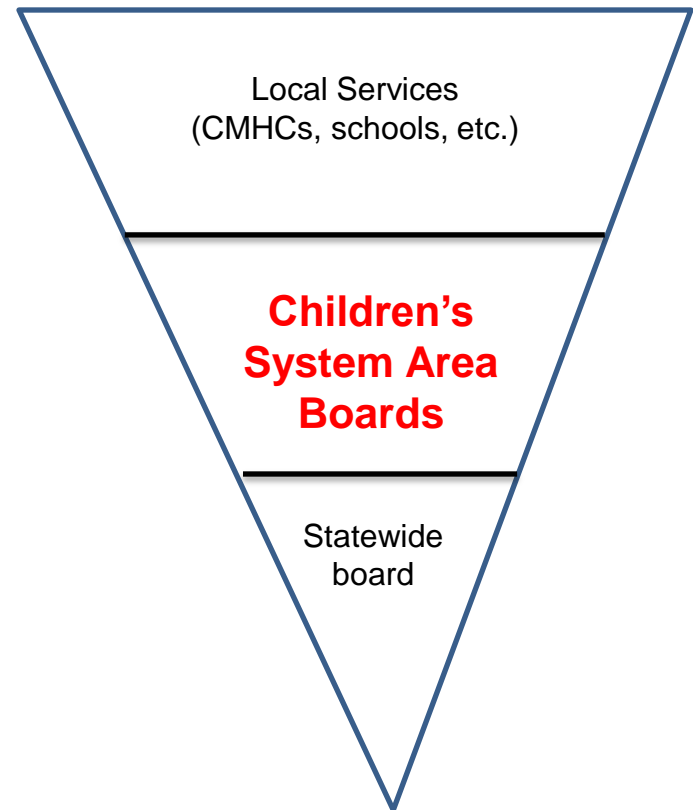 Local Services
(CMHCs, schools, etc.)
Children’s
System Area
Boards
Statewide
board